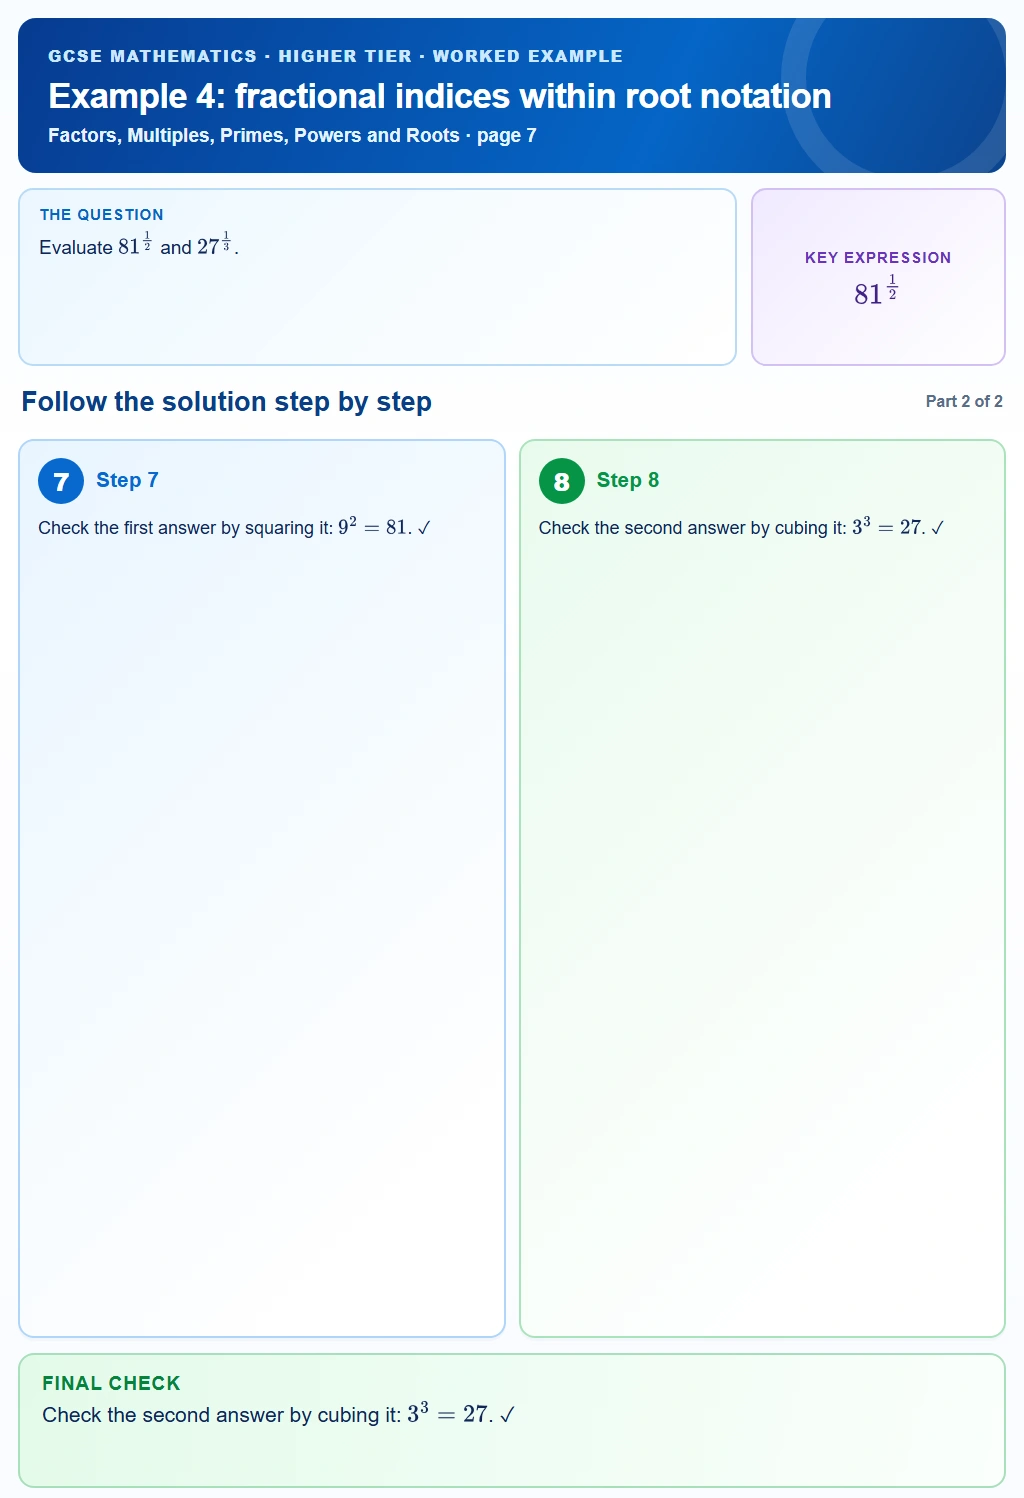 GCSE MATHEMATICS · HIGHER TIER · WORKED EXAMPLE
Example 4: fractional indices within root notation
Factors, Multiples, Primes, Powers and Roots · page 7
THE QUESTION
Evaluate $81^{\frac{1}{2}}$ and $27^{\frac{1}{3}}$.
KEY EXPRESSION
$81^{\frac{1}{2}}$
Follow the solution step by step
Part 2 of 2
7 Step 7
Check the first answer by squaring it: $9^2 = 81$. ✓
8 Step 8
Check the second answer by cubing it: $3^3 = 27$. ✓
FINAL CHECK
Check the second answer by cubing it: $3^3 = 27$. ✓